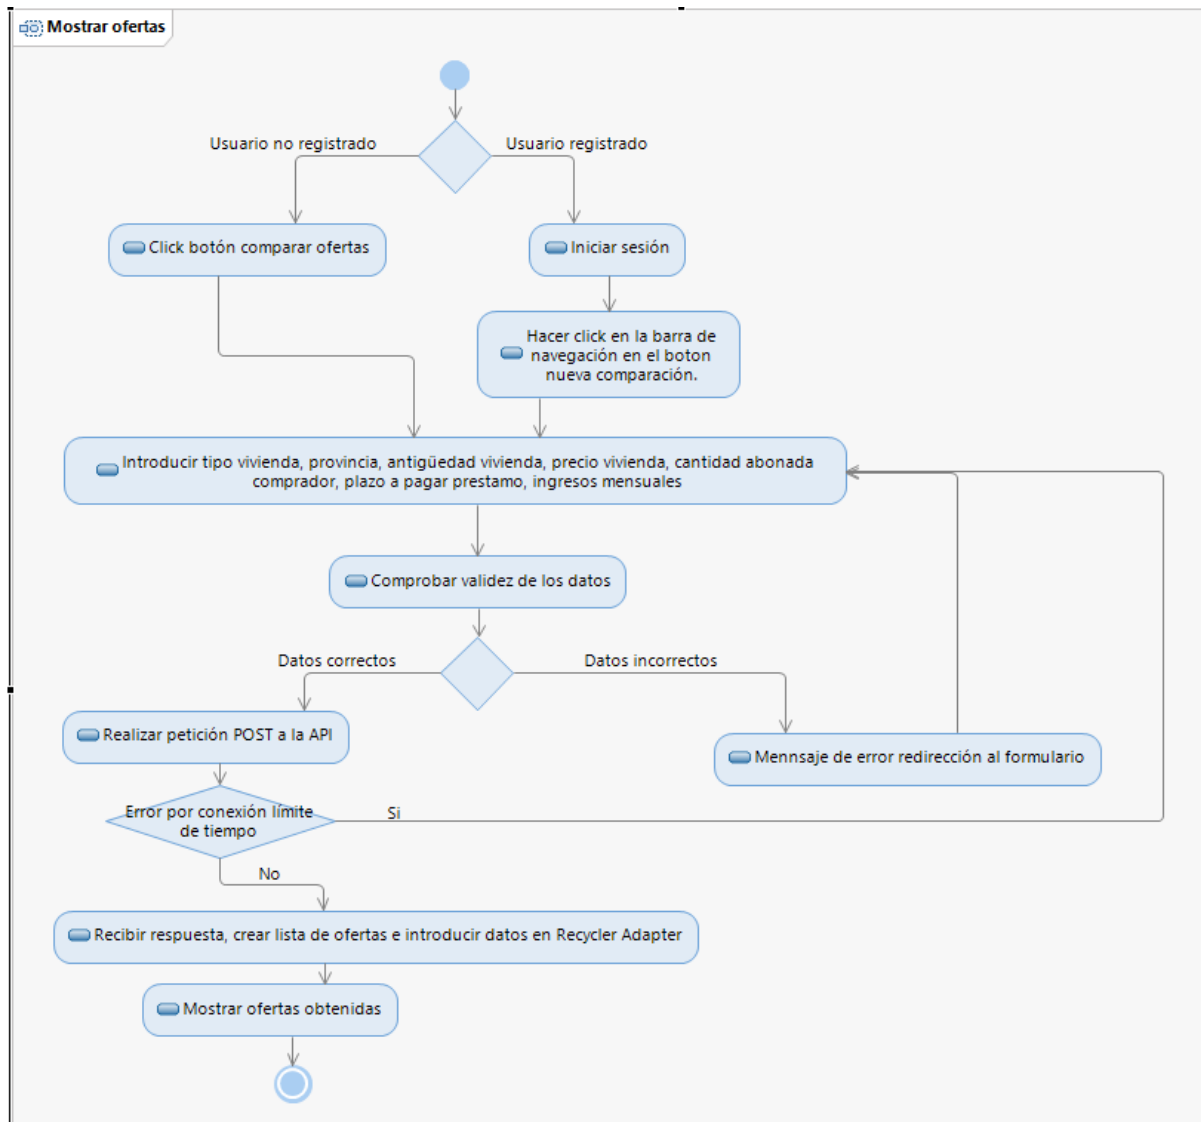 Mostrar ofertas
Usuario no registrado
Usuario registrado
Click botón comparar ofertas
Iniciar sesión
Hacer click en la barra de
navegación en el boton
nueva comparación.
Introducir tipo vivienda, provincia, antigüedad vivienda, precio vivienda, cantidad abonada
comprador, plazo a pagar prestamo, ingresos mensuales
Comprobar validez de los datos
Datos correctos
Datos incorrectos
Realizar petición POST a la API
Mennsaje de error redirección al formulario
Error por conexión límite
de tiempo
Si
No
Recibir respuesta, crear lista de ofertas e introducir datos en Recycler Adapter
Mostrar ofertas obtenidas